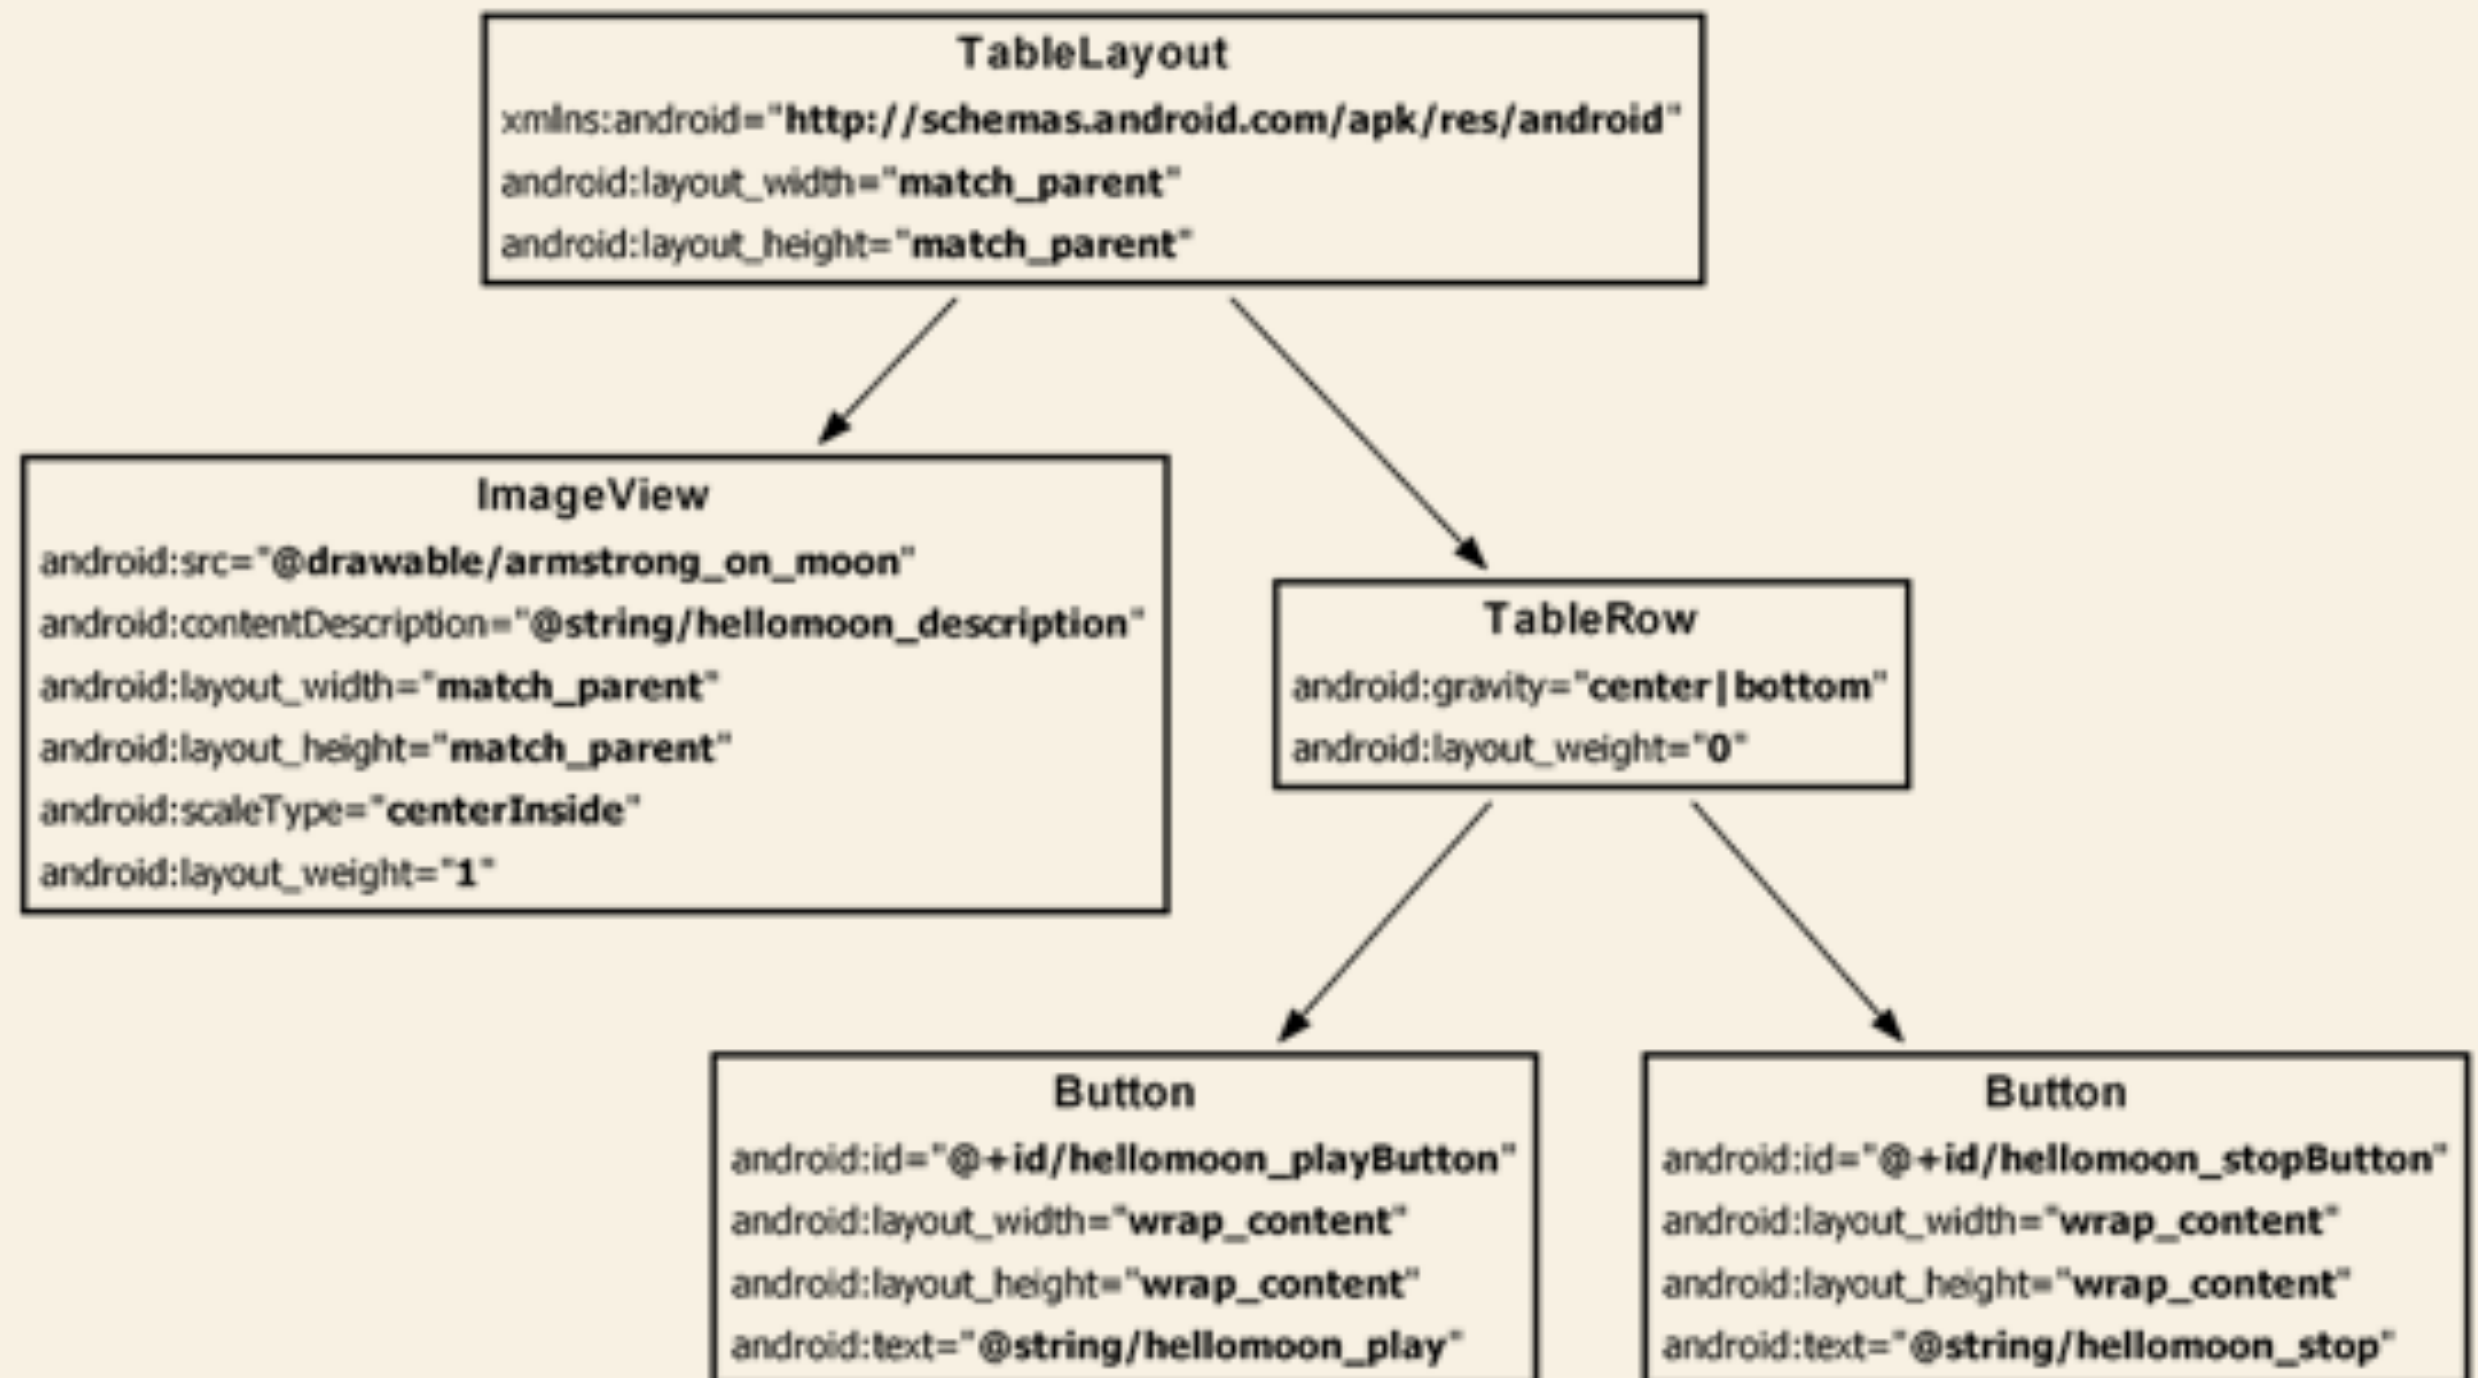 TableLayout
xmlns:android="http://schemas.android.com/apk/res/android"
android:layout_width="match_parent"
android:layout_height="match_parent"
ImageView
android:src="@drawable/armstrong_on_moon"
android:contentDescription="@string/hellomoon_description"
android:layout_width="match_parent"
android:layout_height="match_parent"
android:scaleType="centerInside"
android:layout_weight="1"
TableRow
android:gravity="center|bottom"
android:layout_weight="0"
Button
android:id="@+id/hellomoon_playButton"
android:layout_width="wrap_content"
android:layout_height="wrap_content"
android:text="@string/hellomoon_play"
Button
android:id="@+id/hellomoon_stopButton"
android:layout_width="wrap_content"
android:layout_height="wrap_content"
android:text="@string/hellomoon_stop"